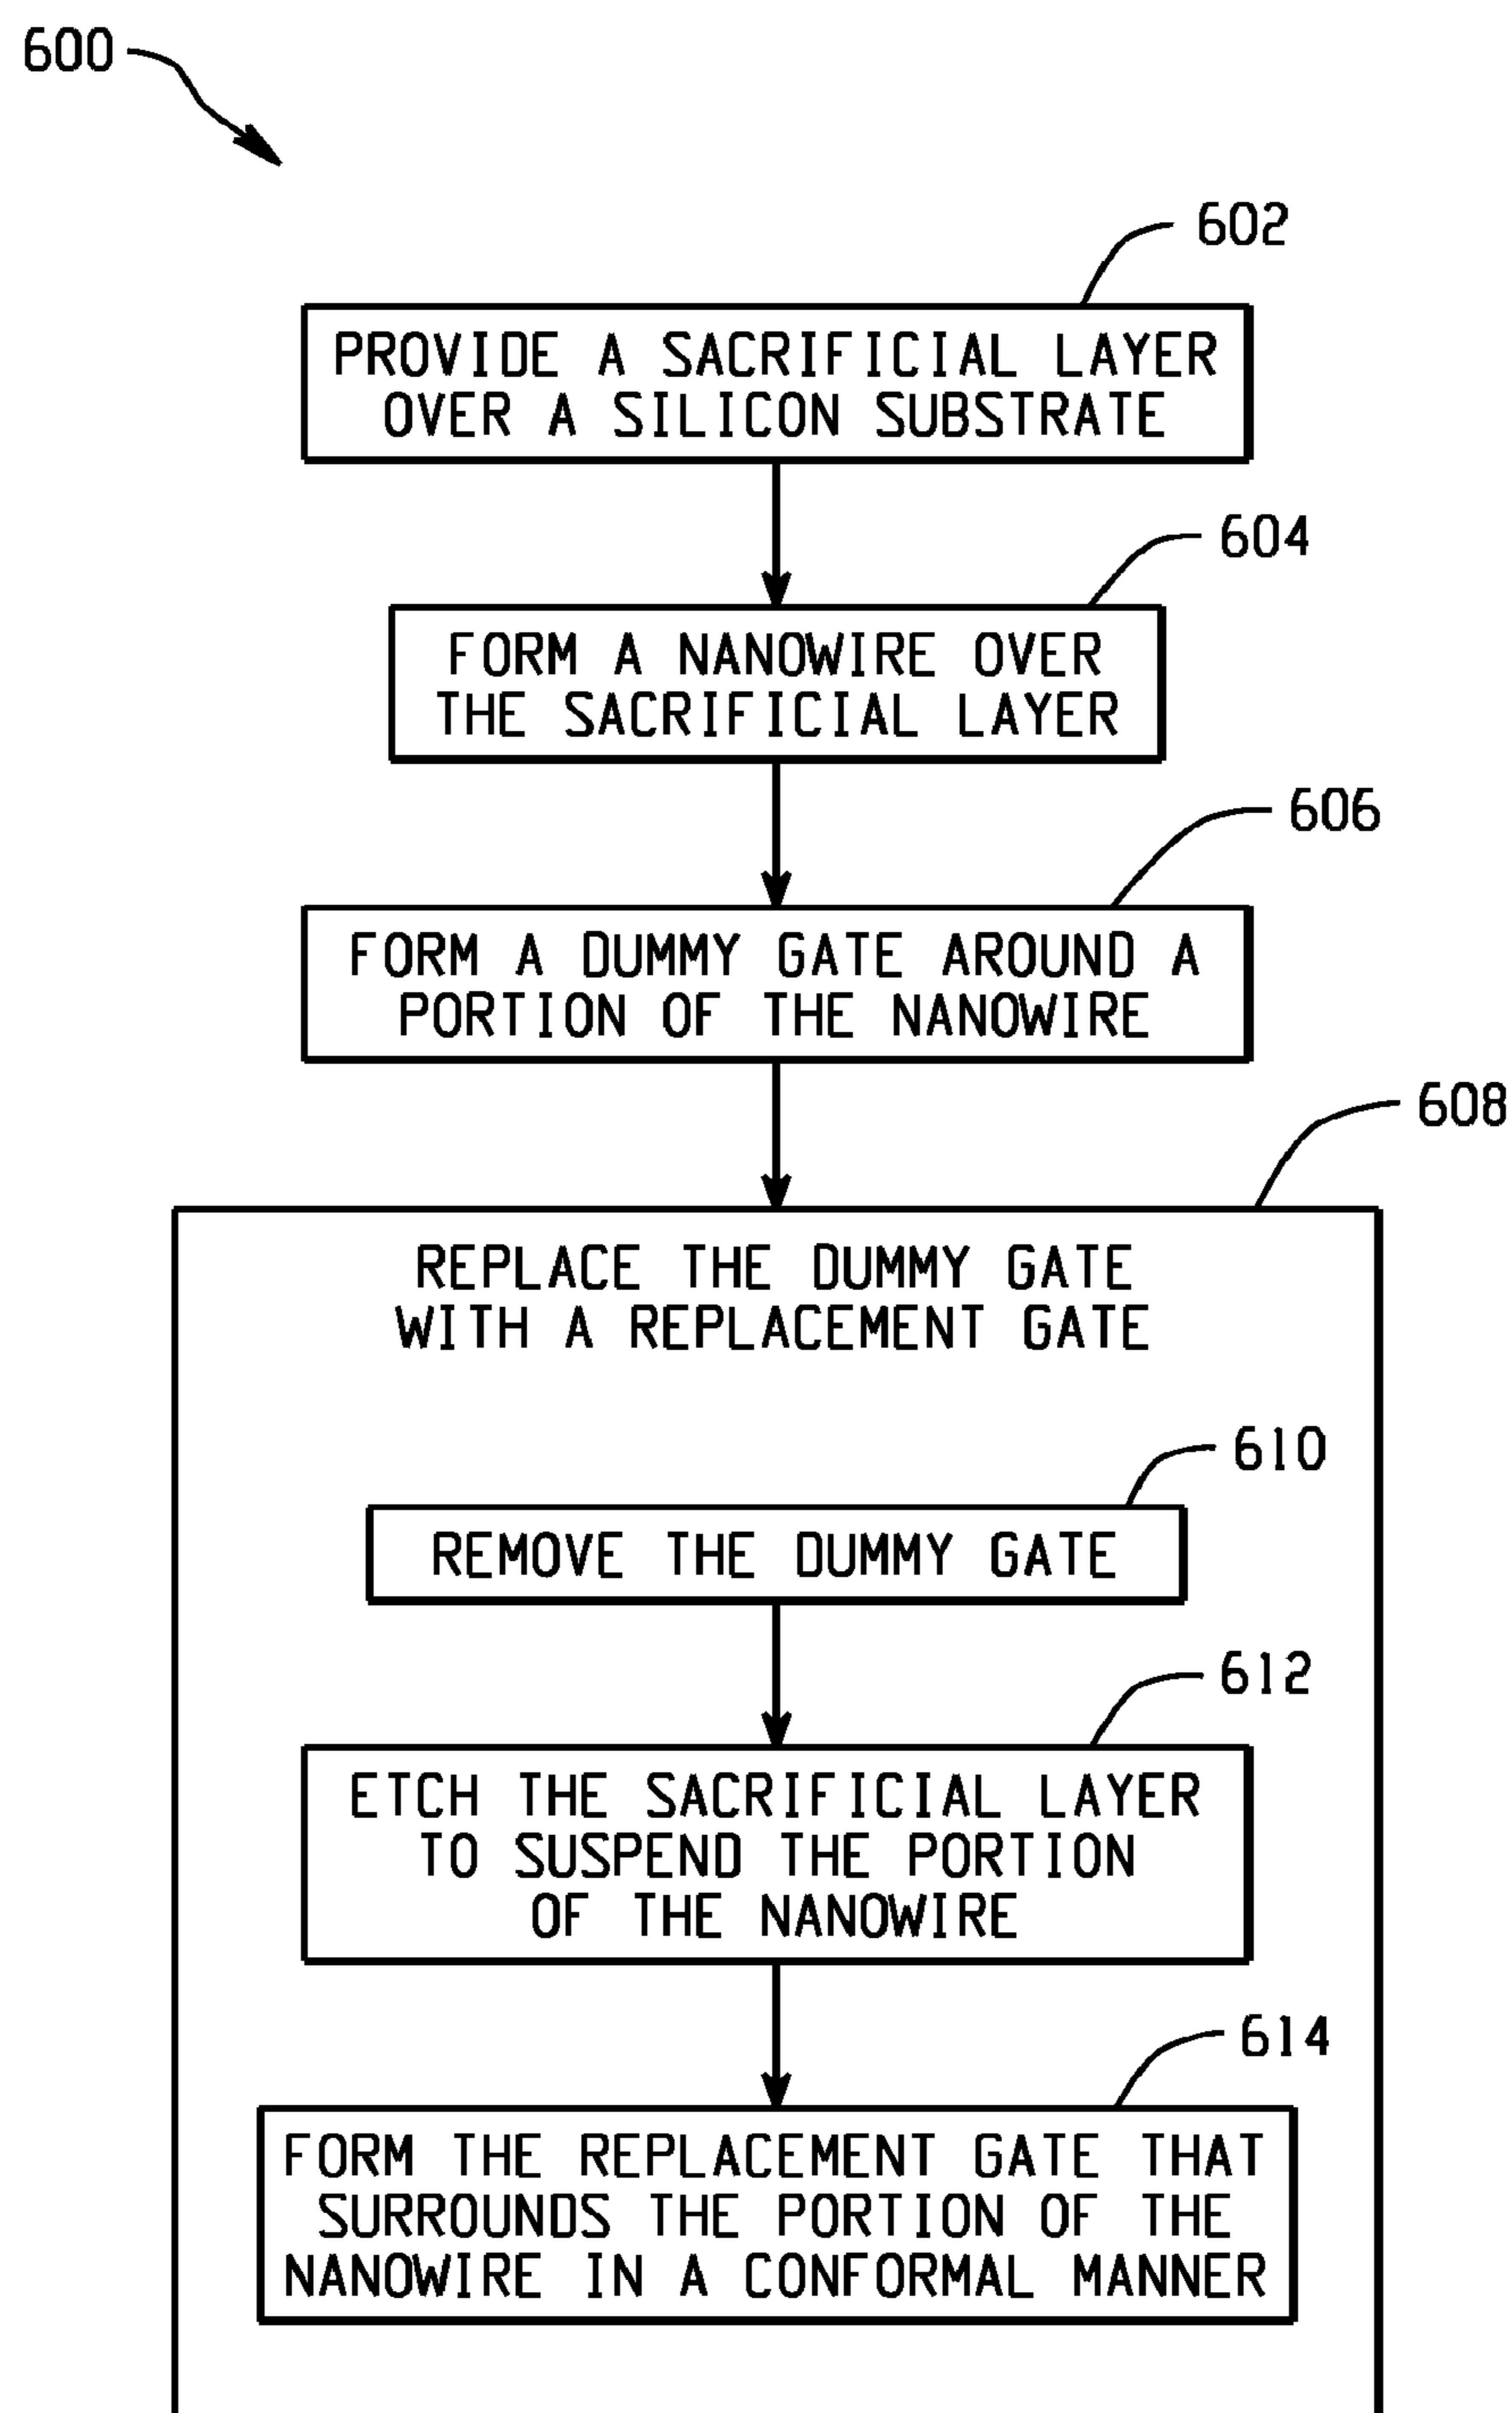 600
602
PROVIDE A SACRIFICIAL LAYER
OVER A SILICON SUBSTRATE
604
FORM A NANOWIRE OVER
THE SACRIFICIAL LAYER
606
FORM A DUMMY GATE AROUND A
PORTION OF THE NANOWIRE
608
REPLACE THE DUMMY GATE
WITH A REPLACEMENT GATE
610
REMOVE THE DUMMY GATE
612
ETCH THE SACRIFICIAL LAYER
TO SUSPEND THE PORTION
OF THE NANOWIRE
614
FORM THE REPLACEMENT GATE THAT
SURROUNDS THE PORTION OF THE
NANOWIRE IN A CONFORMAL MANNER